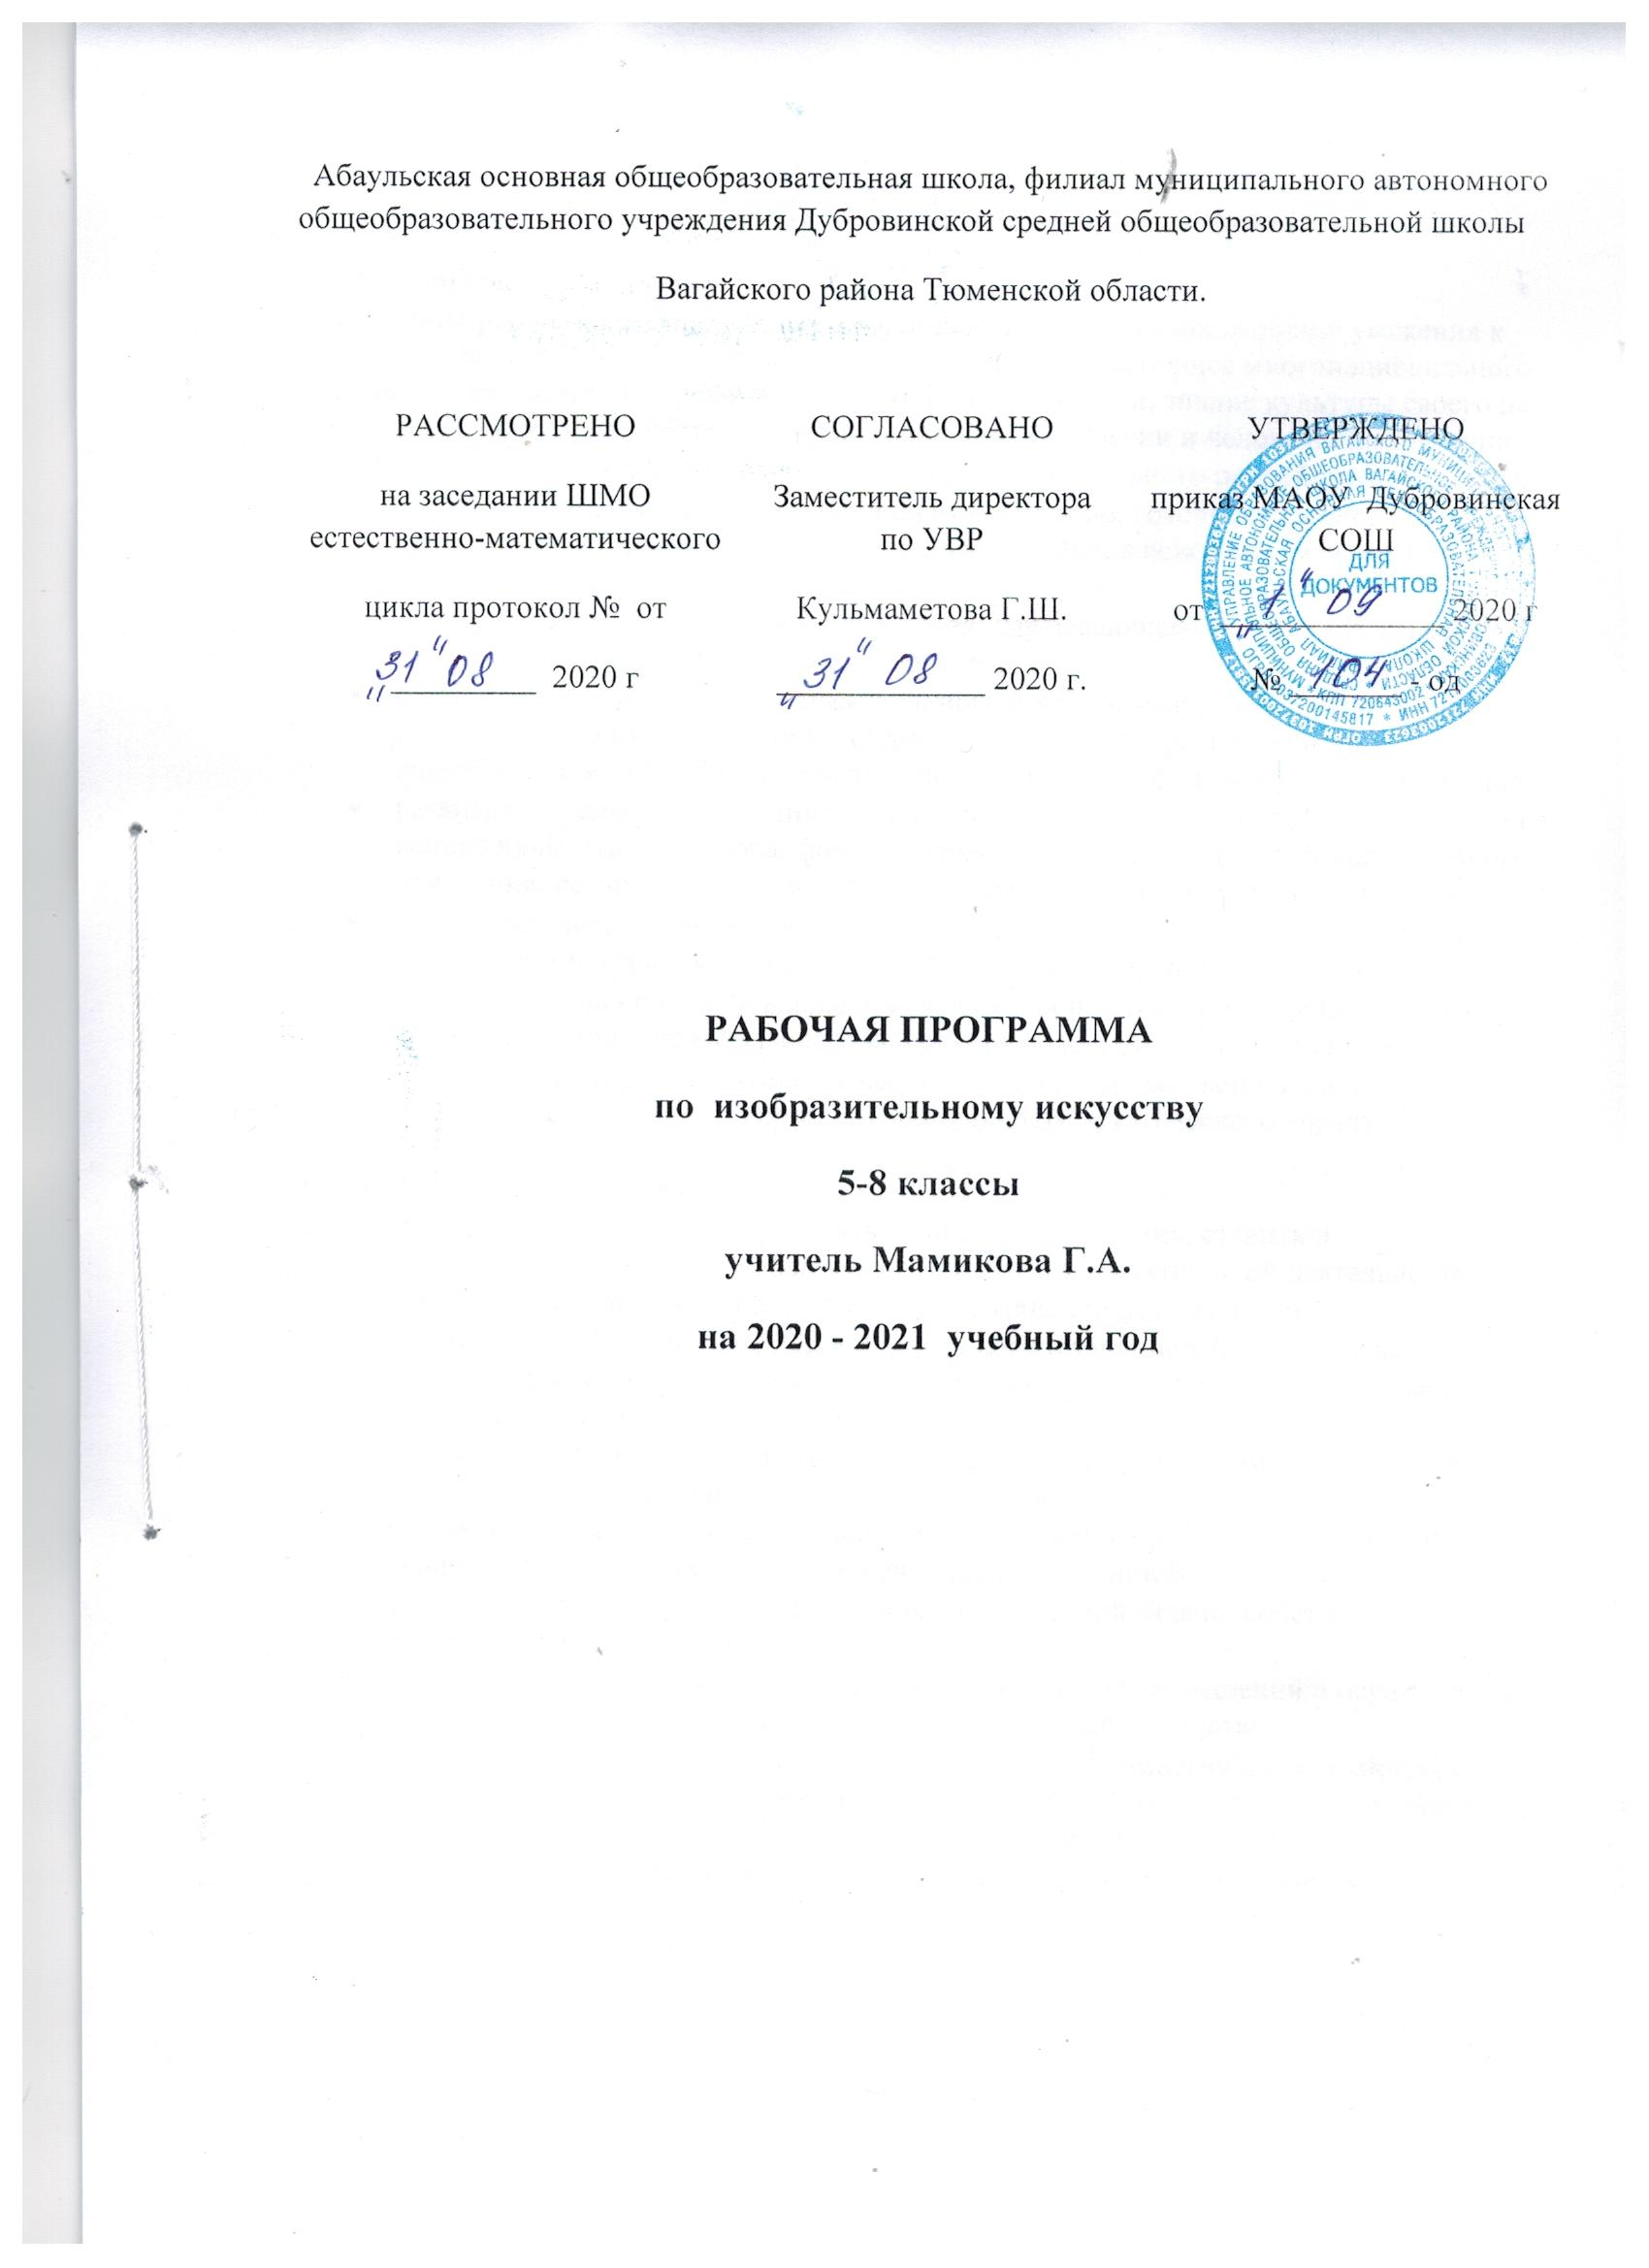 Абаульская основная общеобразовательная школа, филиал муниципального автономного
общеобразовательного учреждения Дубровинской средней общеобразовательной школы
Вагайского района Тюменской области.
РАССМОТРЕНО
на заседании ШМО
естественно-математического
цикла протокол № от
"31" 08 2020 г
СОГЛАСОВАНО
Заместитель директора
по УВР
Кульмаметова Г.Ш.
"31" 08 2020 г.
УТВЕРЖДЕНО
приказ МАОУ Дубровинская
СОШ
от "1" 09 2020 г
№ 104 - од
ДЛЯ
ДОКУМЕНТОВ
РАБОЧАЯ ПРОГРАММА
по изобразительному искусству
5-8 классы
учитель Мамикова Г.А.
на 2020 - 2021 учебный год